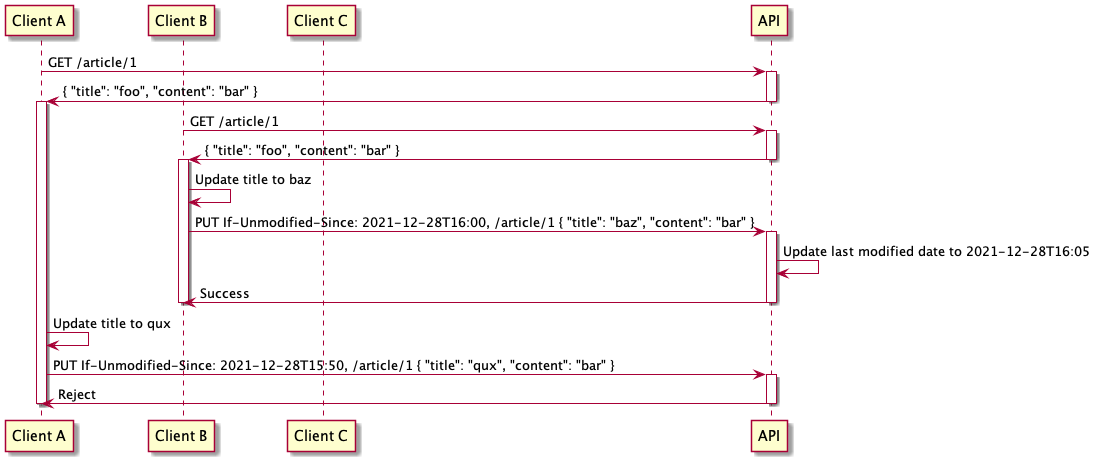 Client A Client B Client C API
GET /article/1
{ "title": "foo", "content": "bar" }
GET /article/1
{ "title": "foo", "content": "bar" }
Update title to baz
PUT If-Unmodified-Since: 2021-12-28T16:00, /article/1 { "title": "baz", "content": "bar" }
Update last modified date to 2021-12-28T16:05
Success
Update title to qux
PUT If-Unmodified-Since: 2021-12-28T15:50, /article/1 { "title": "qux", "content": "bar" }
Reject
Client A Client B Client C API